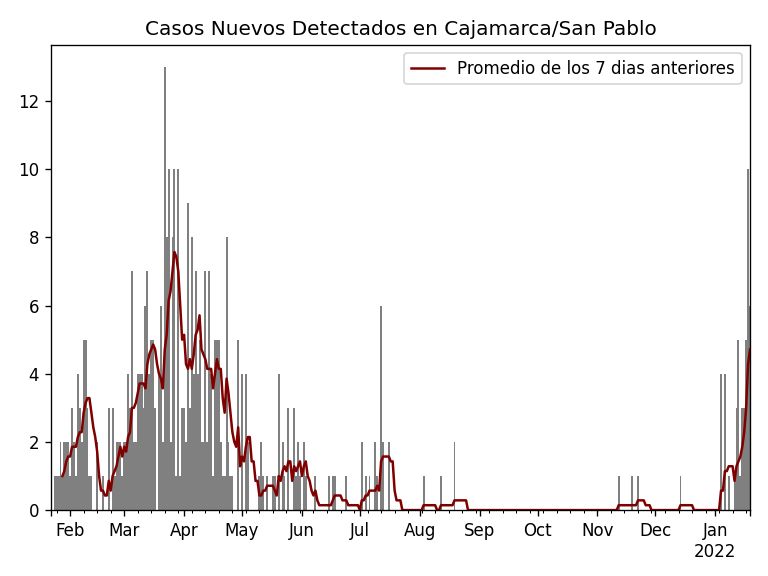 Casos Nuevos Detectados en Cajamarca/San Pablo
Promedio de los 7 dias anteriores
12
10
8
6
4
2
0
Feb Mar Apr May Jun Jul Aug Sep Oct Nov Dec Jan
2022